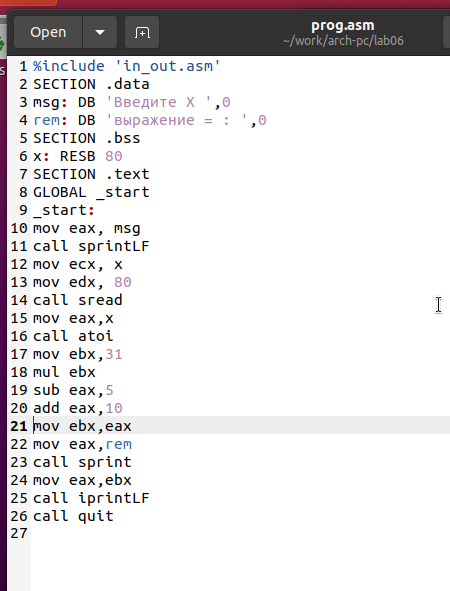 Open
prog.asm
~/work/arch-pc/lab06
1 %include 'in_out.asm'
2 SECTION .data
3 msg: DB 'Введите X ',0
4 rem: DB 'выражение = : ',0
5 SECTION .bss
6 x: RESB 80
7 SECTION .text
8 GLOBAL _start
9 _start:
10 mov eax, msg
11 call sprintLF
12 mov ecx, x
13 mov edx, 80
14 call sread
15 mov eax,x
16 call atoi
17 mov ebx,31
18 mul ebx
19 sub eax,5
20 add eax,10
21 mov ebx,eax
22 mov eax,rem
23 call sprint
24 mov eax,ebx
25 call iprintLF
26 call quit
27